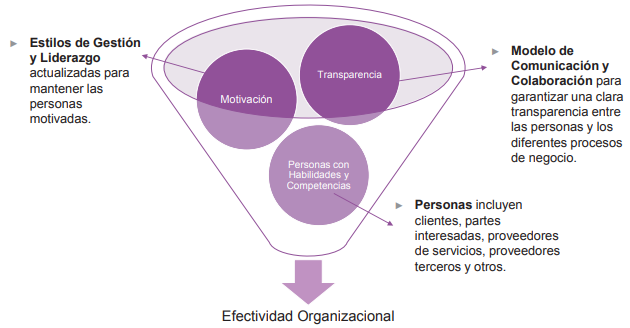 Estilos de Gestión
y Liderazgo
actualizadas para
mantener las
personas
motivadas.
Motivación
Transparencia
Modelo de
Comunicación y
Colaboración para
garantizar una clara
transparencia entre
las personas y los
diferentes procesos
de negocio.
Personas con
Habilidades y
Competencias
Personas incluyen
clientes, partes
interesadas, proveedores
de servicios, proveedores
terceros y otros.
Efectividad Organizacional